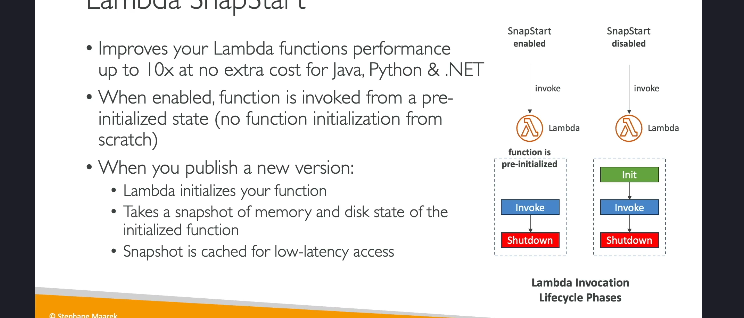 Lambda SnapStart
• Improves your Lambda functions performance
up to 10x at no extra cost for Java, Python & .NET
• When enabled, function is invoked from a pre-
initialized state (no function initialization from
scratch)
• When you publish a new version:
• Lambda initializes your function
• Takes a snapshot of memory and disk state of the
initialized function
• Snapshot is cached for low-latency access
SnapStart
enabled
invoke
Lambda
function is
pre-initialized
Invoke
Shutdown
SnapStart
disabled
invoke
Lambda
Init
Invoke
Shutdown
Lambda Invocation
Lifecycle Phases
© Stephane Maarek